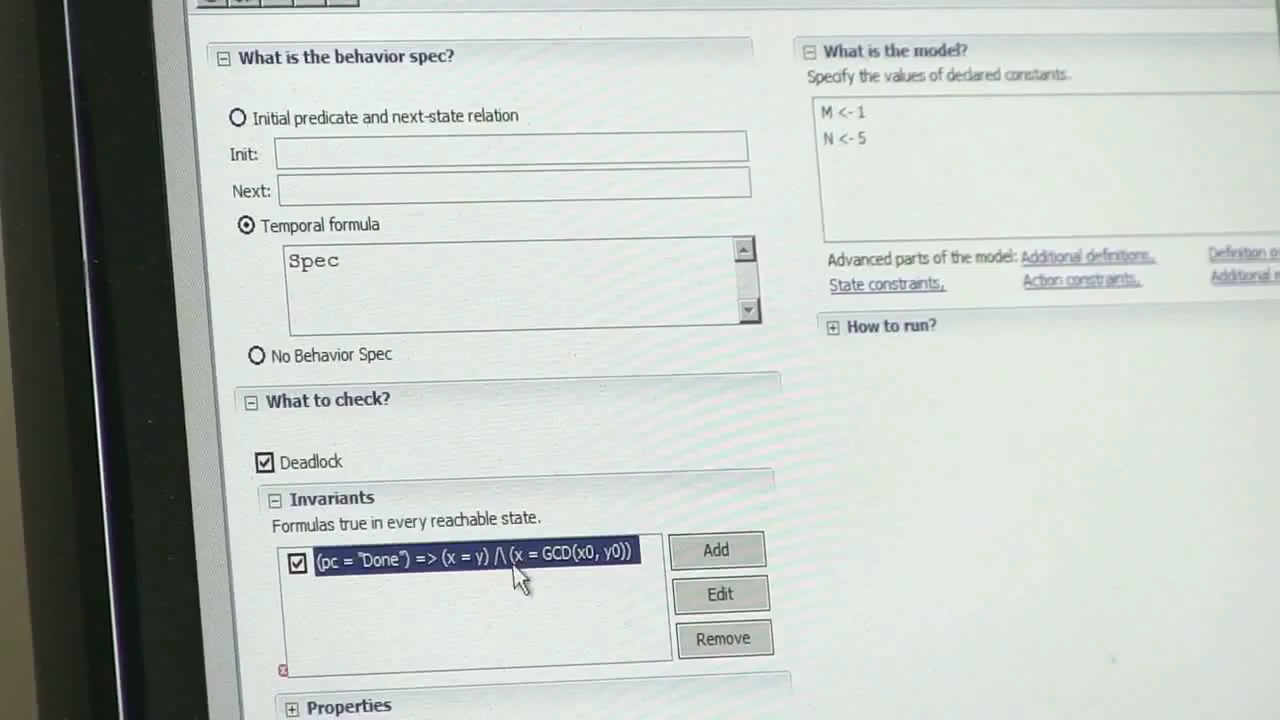 What is the behavior spec?
Initial predicate and next-state relation
Init:
Next:
Temporal formula
Spec
No Behavior Spec
What to check?
Deadlock
Invariants
Formulas true in every reachable state.
(pc = "Done") => (x = y) /\ (x = GCD(x0, y0))
Add
Edit
Remove
Properties
What is the model?
Specify the values of declared constants.
M <- 1
N <- 5
Advanced parts of the model: Additional definitions, Definition
State constraints, Action constraints, Additional
How to run?